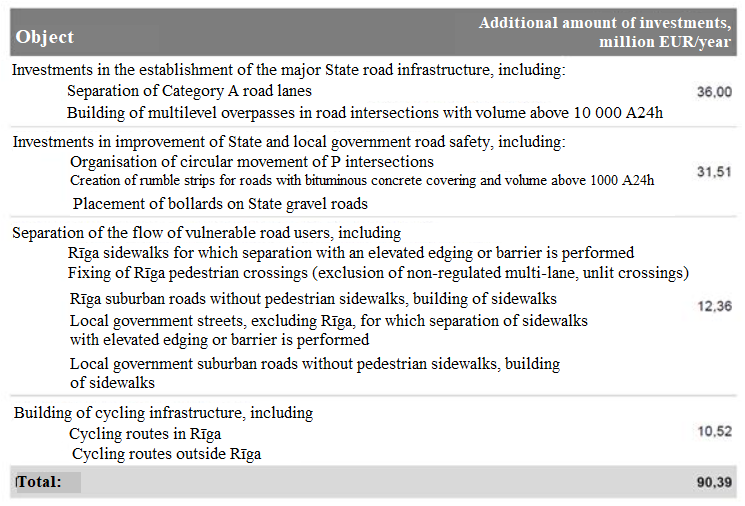 Object
Additional amount of investments,
million EUR/year
Investments in the establishment of the major State road infrastructure, including:
Separation of Category A road lanes
36,00
Building of multilevel overpasses in road intersections with volume above 10 000 A24h
Investments in improvement of State and local government road safety, including:
Organisation of circular movement of P intersections
31,51
Creation of rumble strips for roads with bituminous concrete covering and volume above 1000 A24h
Placement of bollards on State gravel roads
Separation of the flow of vulnerable road users, including
Rīga sidewalks for which separation with an elevated edging or barrier is performed
Fixing of Rīga pedestrian crossings (exclusion of non-regulated multi-lane, unlit crossings)
Rīga suburban roads without pedestrian sidewalks, building of sidewalks
12,36
Local government streets, excluding Rīga, for which separation of sidewalks
with elevated edging or barrier is performed
Local government suburban roads without pedestrian sidewalks, building
of sidewalks
Building of cycling infrastructure, including
Cycling routes in Rīga
10,52
Cycling routes outside Rīga
Total:
90,39